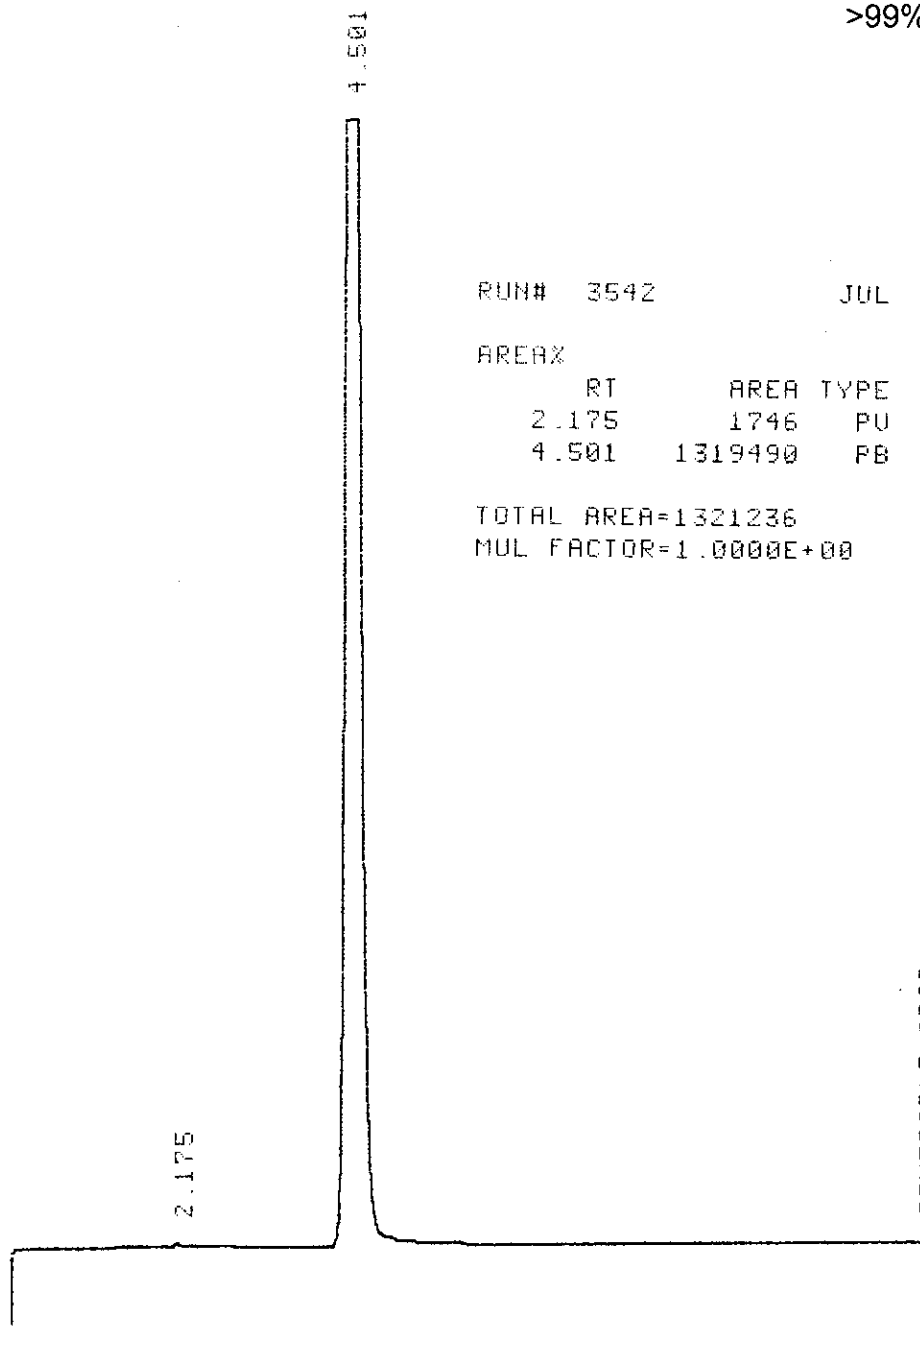 >99%
4.501
RUN# 3542 JUL
AREA%
RT AREA TYPE
2.175 1746 PV
4.501 1319490 PB
TOTAL AREA=1321236
MUL FACTOR=1.0000E+00
2.175